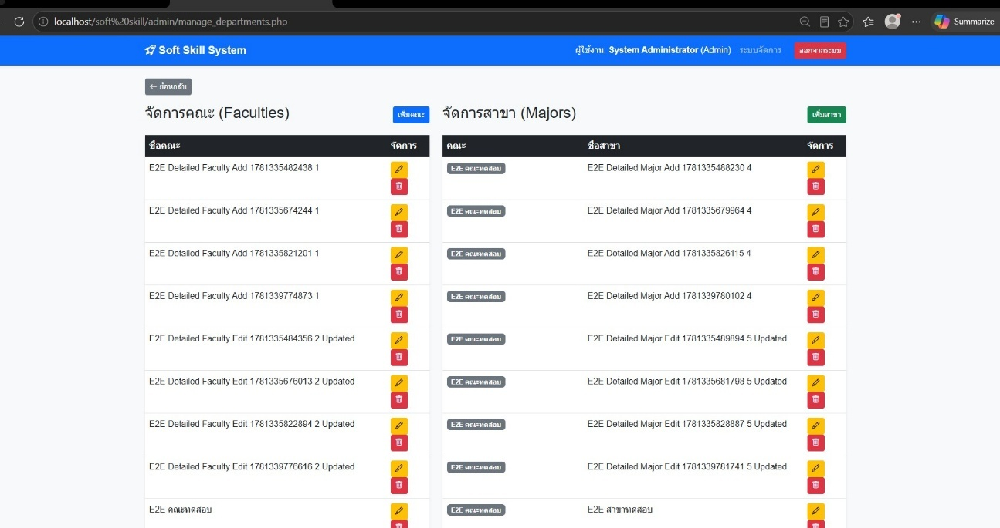 localhost/soft%20skill/admin/manage_departments.php
Summarize
Soft Skill System
ผู้ใช้งาน: System Administrator (Admin) ระบบจัดการ ออกจากระบบ
← ย้อนกลับ
จัดการคณะ (Faculties) เพิ่มคณะ
จัดการสาขา (Majors) เพิ่มสาขา
ชื่อคณะ จัดการ
คณะ ชื่อสาขา จัดการ
E2E Detailed Faculty Add 1781335482438 1
E2E คณะทดสอบ E2E Detailed Major Add 1781335488230 4
E2E Detailed Faculty Add 1781335674244 1
E2E คณะทดสอบ E2E Detailed Major Add 1781335679964 4
E2E Detailed Faculty Add 1781335821201 1
E2E คณะทดสอบ E2E Detailed Major Add 1781335826115 4
E2E Detailed Faculty Add 1781339774873 1
E2E คณะทดสอบ E2E Detailed Major Add 1781339780102 4
E2E Detailed Faculty Edit 1781335484356 2 Updated
E2E คณะทดสอบ E2E Detailed Major Edit 1781335489894 5 Updated
E2E Detailed Faculty Edit 1781335676013 2 Updated
E2E คณะทดสอบ E2E Detailed Major Edit 1781335681798 5 Updated
E2E Detailed Faculty Edit 1781335822894 2 Updated
E2E คณะทดสอบ E2E Detailed Major Edit 1781335828887 5 Updated
E2E Detailed Faculty Edit 1781339776616 2 Updated
E2E คณะทดสอบ E2E Detailed Major Edit 1781339781741 5 Updated
E2E คณะทดสอบ
E2E คณะทดสอบ E2E สาขาทดสอบ